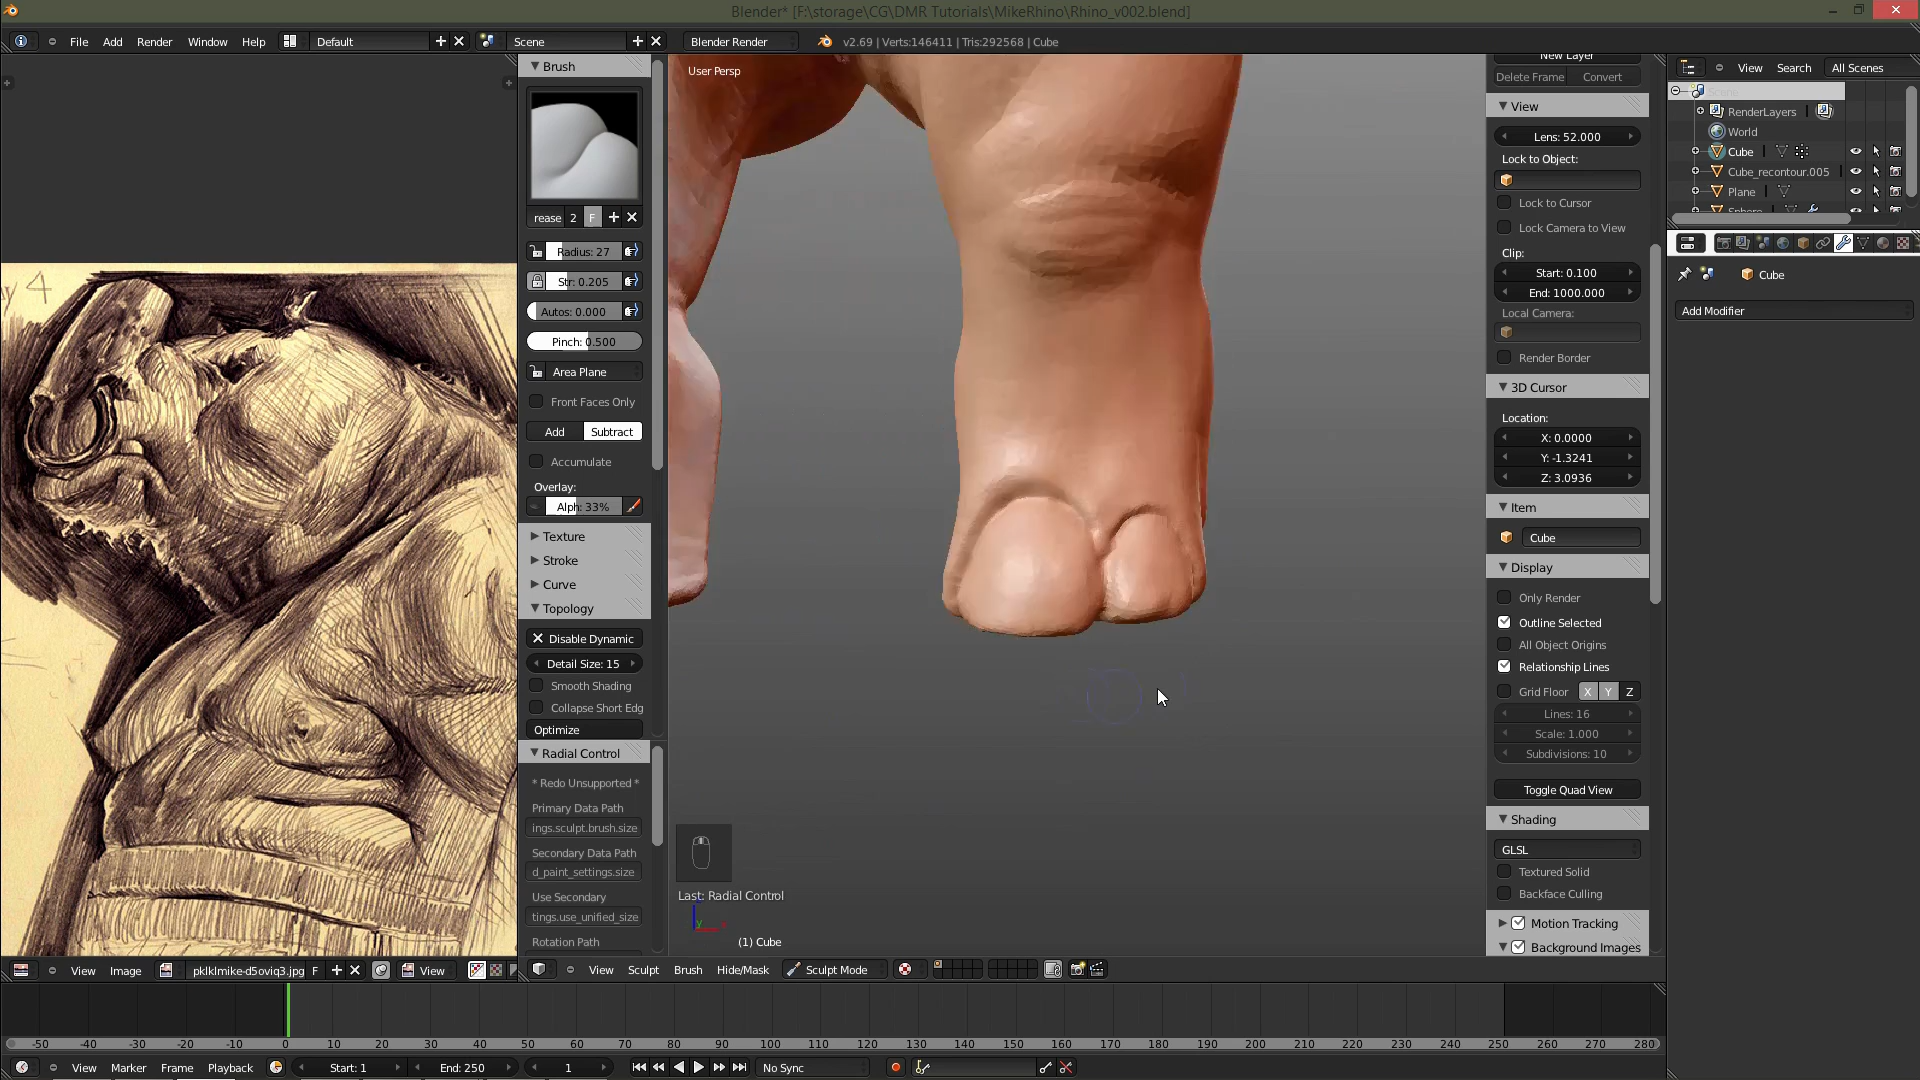 Blender* [F:\storage\CG\DMR Tutorials\MikeRhino\Rhino_v002.blend]
File Add Render Window Help Default Scene Blender Render v2.69 | Verts:146411 | Tris:292568 | Cube
Brush
rease 2 F
Radius: 27
Str: 0.205
Autos: 0.000
Pinch: 0.500
Area Plane
Front Faces Only
Add Subtract
Accumulate
Overlay:
Alph: 33%
Texture
Stroke
Curve
Topology
Disable Dynamic
Detail Size: 15
Smooth Shading
Collapse Short Edg
Optimize
Radial Control
* Redo Unsupported *
Primary Data Path
ings.sculpt.brush.size
Secondary Data Path
d_paint_settings.size
Use Secondary
tings.use_unified_size
Rotation Path
User Persp
Last: Radial Control
(1) Cube
New Layer
Delete Frame Convert
View
Lens: 52.000
Lock to Object:
Lock to Cursor
Lock Camera to View
Clip:
Start: 0.100
End: 1000.000
Local Camera:
Render Border
3D Cursor
Location:
X: 0.0000
Y: -1.3241
Z: 3.0936
Item
Cube
Display
Only Render
Outline Selected
All Object Origins
Relationship Lines
Grid Floor X Y Z
Lines: 16
Scale: 1.000
Subdivisions: 10
Toggle Quad View
Shading
GLSL
Textured Solid
Backface Culling
Motion Tracking
Background Images
View Search All Scenes
RenderLayers
World
Cube
Cube_recontour.005
Plane
Sphere
Cube
Add Modifier
View Image pklklmike-d5oviq3.jpg F View
View Sculpt Brush Hide/Mask Sculpt Mode
-50 -40 -30 -20 -10 0 10 20 30 40 50 60 70 80 90 100 110 120 130 140 150 160 170 180 190 200 210 220 230 240 250 260 270 280
View Marker Frame Playback Start: 1 End: 250 1 No Sync